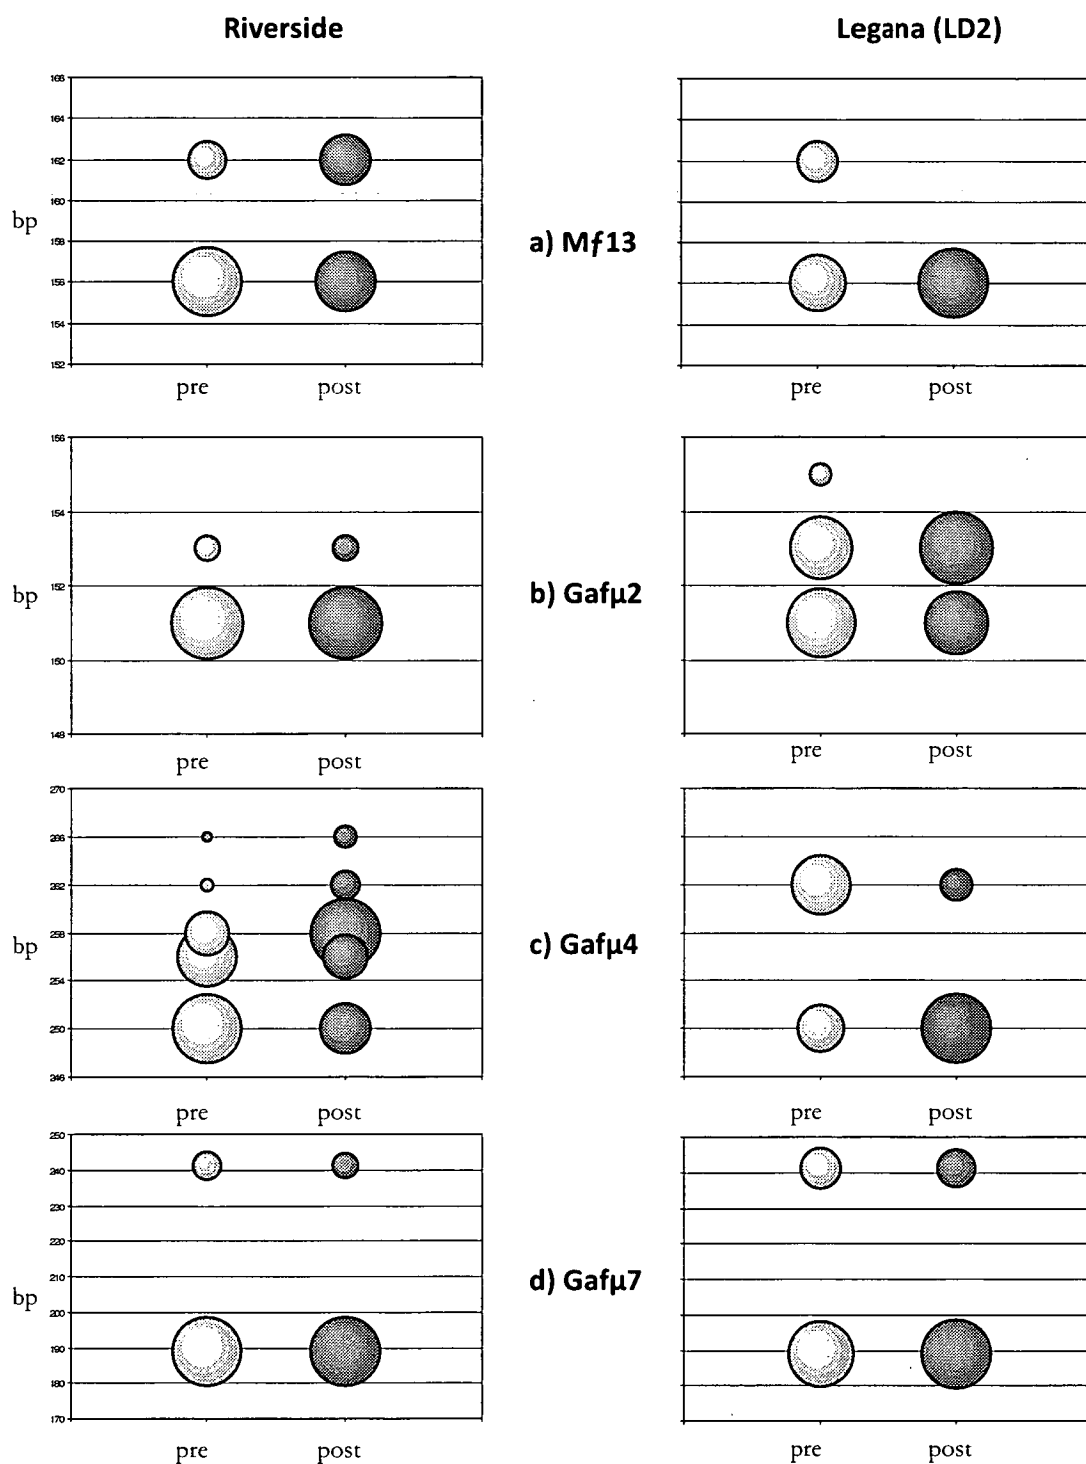 Riverside
Legana (LD2)
166
164
162
160
bp
158
156
154
152
pre
post
a) Mf13
pre
post
156
154
152
bp
150
148
pre
post
b) Gafµ2
pre
post
270
266
262
258
bp
254
250
246
pre
post
c) Gafµ4
pre
post
250
240
230
220
210
bp
200
190
180
170
pre
post
d) Gafµ7
pre
post